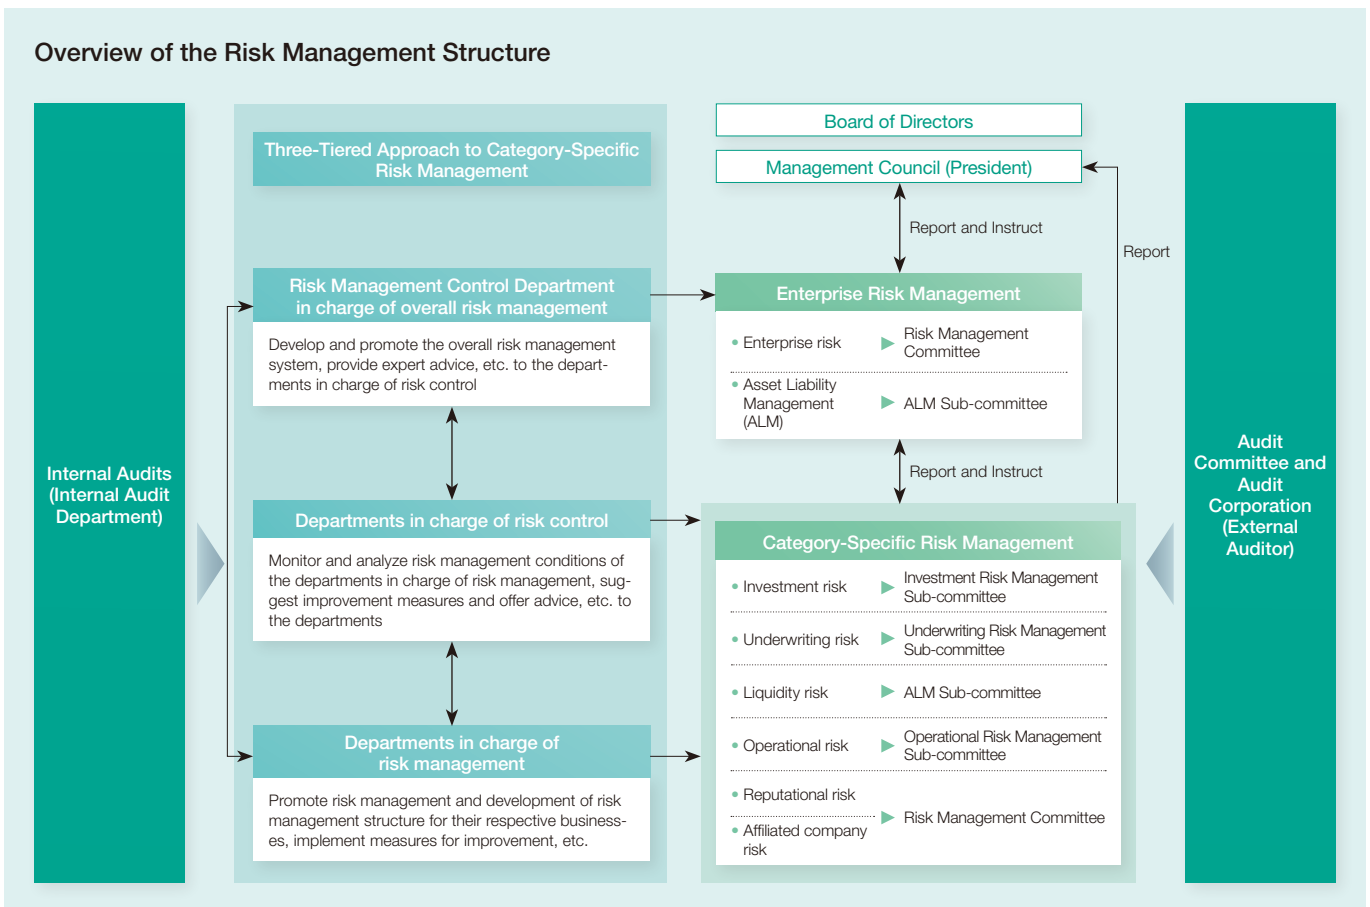 Overview of the Risk Management Structure
Internal Audits
(Internal Audit
Department)
Three-Tiered Approach to Category-Specific
Risk Management
Risk Management Control Department
in charge of overall risk management
Develop and promote the overall risk management
system, provide expert advice, etc. to the depart-
ments in charge of risk control
Departments in charge of risk control
Monitor and analyze risk management conditions of
the departments in charge of risk management, sug-
gest improvement measures and offer advice, etc. to
the departments
Departments in charge of
risk management
Promote risk management and development of risk
management structure for their respective business-
es, implement measures for improvement, etc.
Board of Directors
Management Council (President)
Report and Instruct
Report
Enterprise Risk Management
• Enterprise risk
Risk Management
Committee
• Asset Liability
Management
(ALM)
ALM Sub-committee
Report and Instruct
Category-Specific Risk Management
• Investment risk
Investment Risk Management
Sub-committee
• Underwriting risk
Underwriting Risk Management
Sub-committee
• Liquidity risk
ALM Sub-committee
• Operational risk
Operational Risk Management
Sub-committee
• Reputational risk
• Affiliated company
risk
Risk Management Committee
Audit
Committee and
Audit
Corporation
(External
Auditor)